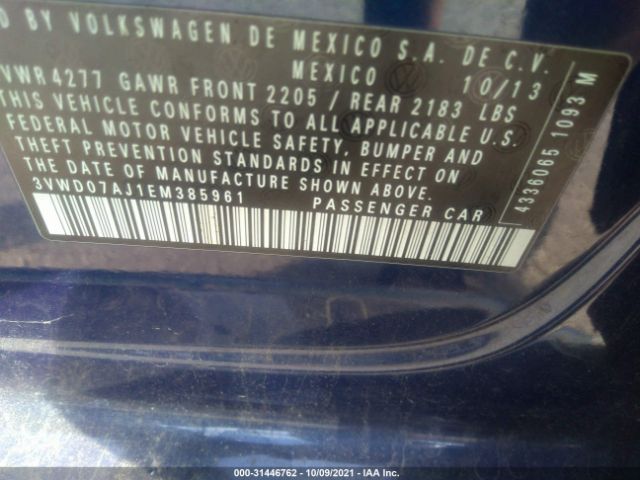 D BY VOLKSWAGEN DE MEXICO S.A. DE C.V.
MEXICO 10/13
VWR4277 GAWR FRONT 2205 / REAR 2183 LBS
THIS VEHICLE CONFORMS TO ALL APPLICABLE U.S.
FEDERAL MOTOR VEHICLE SAFETY, BUMPER AND
THEFT PREVENTION STANDARDS IN EFFECT ON
THE DATE OF MANUFACTURE SHOWN ABOVE.
3VWD07AJ1EM385961 PASSENGER CAR
4336065 1093 M
000-31446762 - 10/09/2021 - IAA Inc.